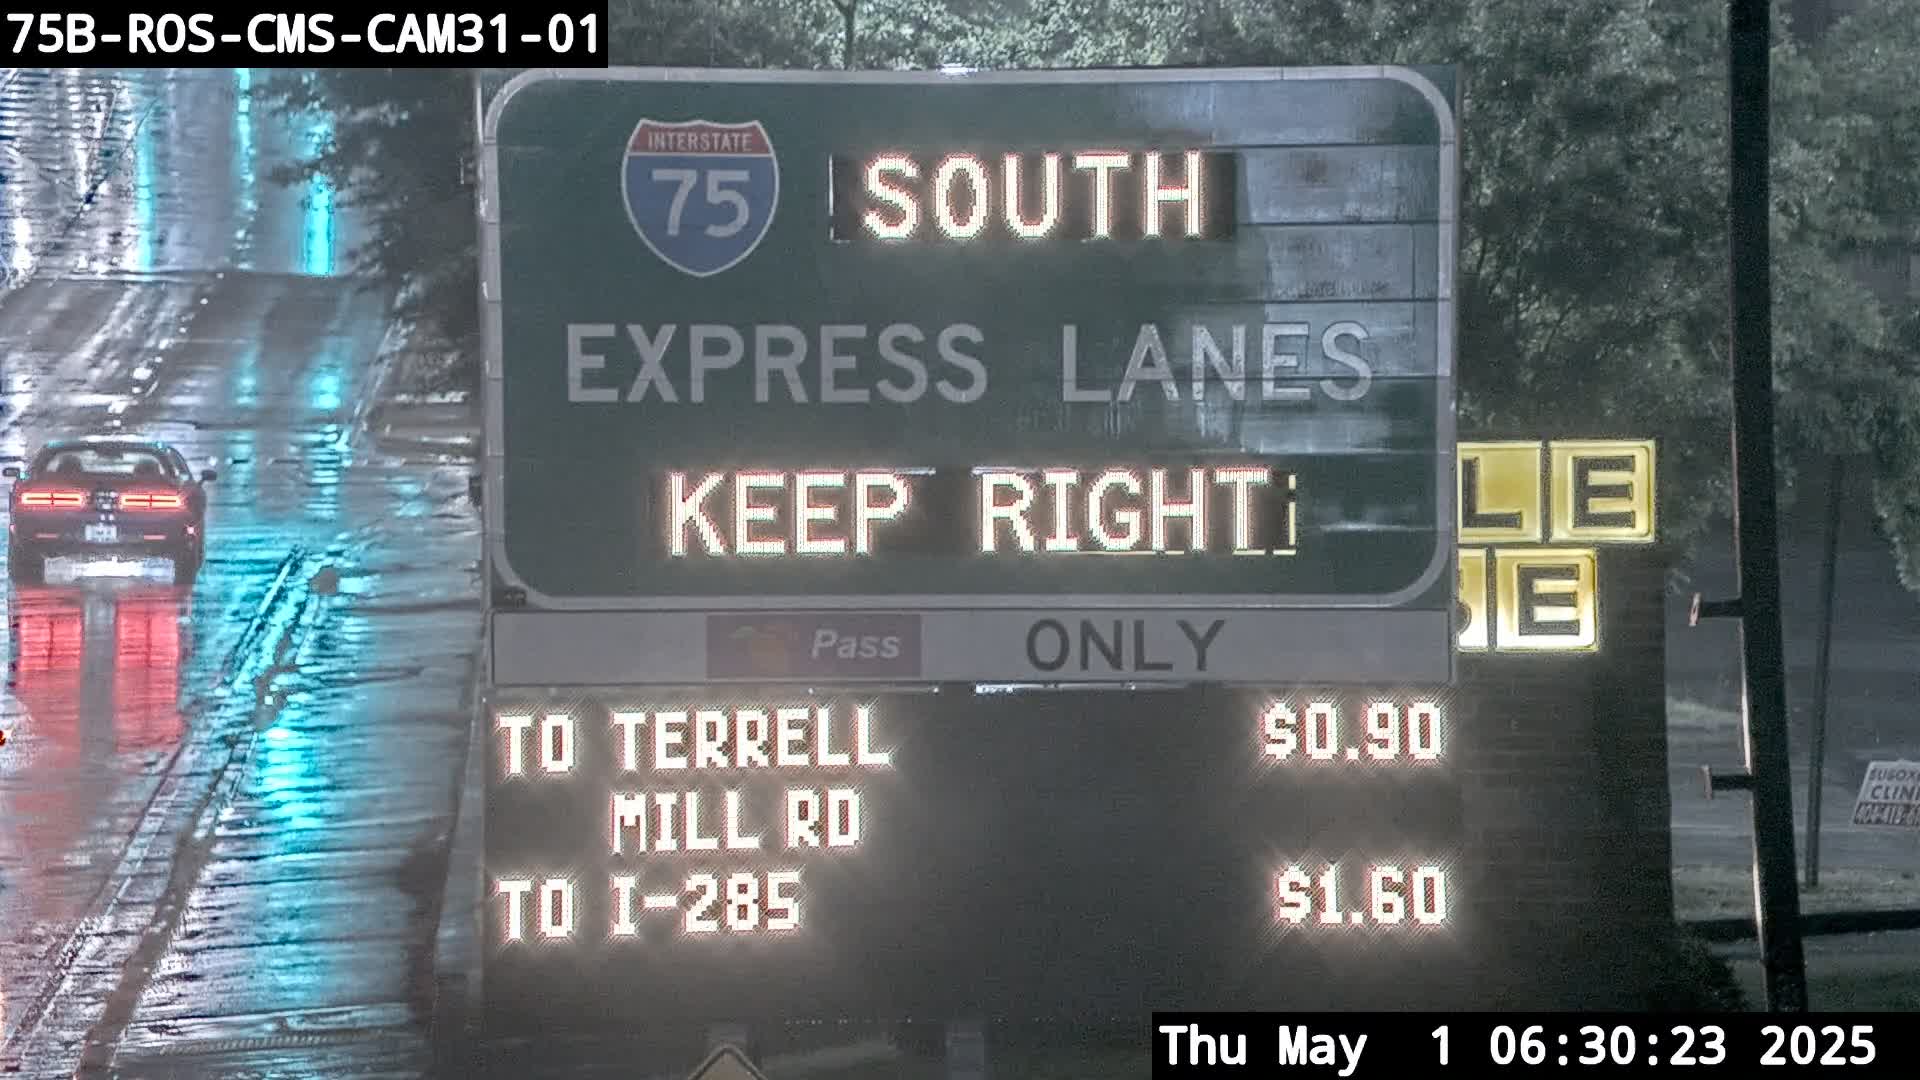 75B-ROS-CMS-CAM31-01
INTERSTATE
75
SOUTH
EXPRESS LANES
KEEP RIGHT
LE
E
Pass ONLY
TO TERRELL $0.90
MILL RD
TO I-285 $1.60
CLINI
Thu May 1 06:30:23 2025